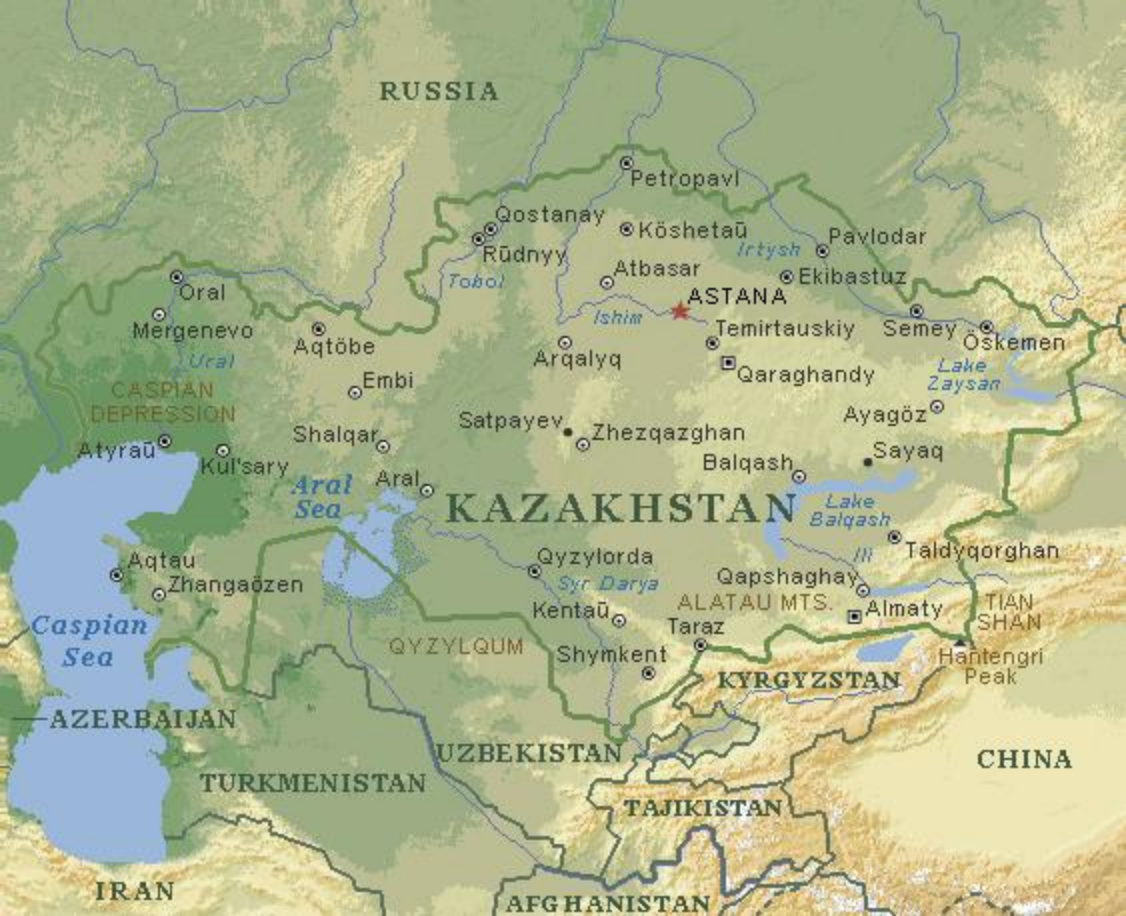 RUSSIA
Petropavl
Qostanay
Köshetaū
Rūdnyy
Irtysh
Pavlodar
Tobol
Atbasar
Ekibastuz
Oral
ASTANA
Ishim
Mergenevo
Aqtöbe
Temirtauskiy
Semey
Öskemen
Ural
Arqalyq
Qaraghandy
Lake
Zaysan
CASPIAN
DEPRESSION
Embi
Ayagöz
Satpayev
Shalqar
Zhezqazghan
Atyraū
Kul'sary
Balqash
Sayaq
Aral
Sea
Aral
KAZAKHSTAN
Lake
Balqash
Ili
Taldyqorghan
Aqtau
Zhangaözen
Qyzylorda
Syr Darya
Qapshaghay
Kentaū
ALATAU MTS.
Almaty
TIAN
SHAN
Caspian
Sea
QYZYLQUM
Taraz
Shymkent
Hantengri
Peak
KYRGYZSTAN
AZERBAIJAN
UZBEKISTAN
CHINA
TURKMENISTAN
TAJIKISTAN
IRAN
AFGHANISTAN